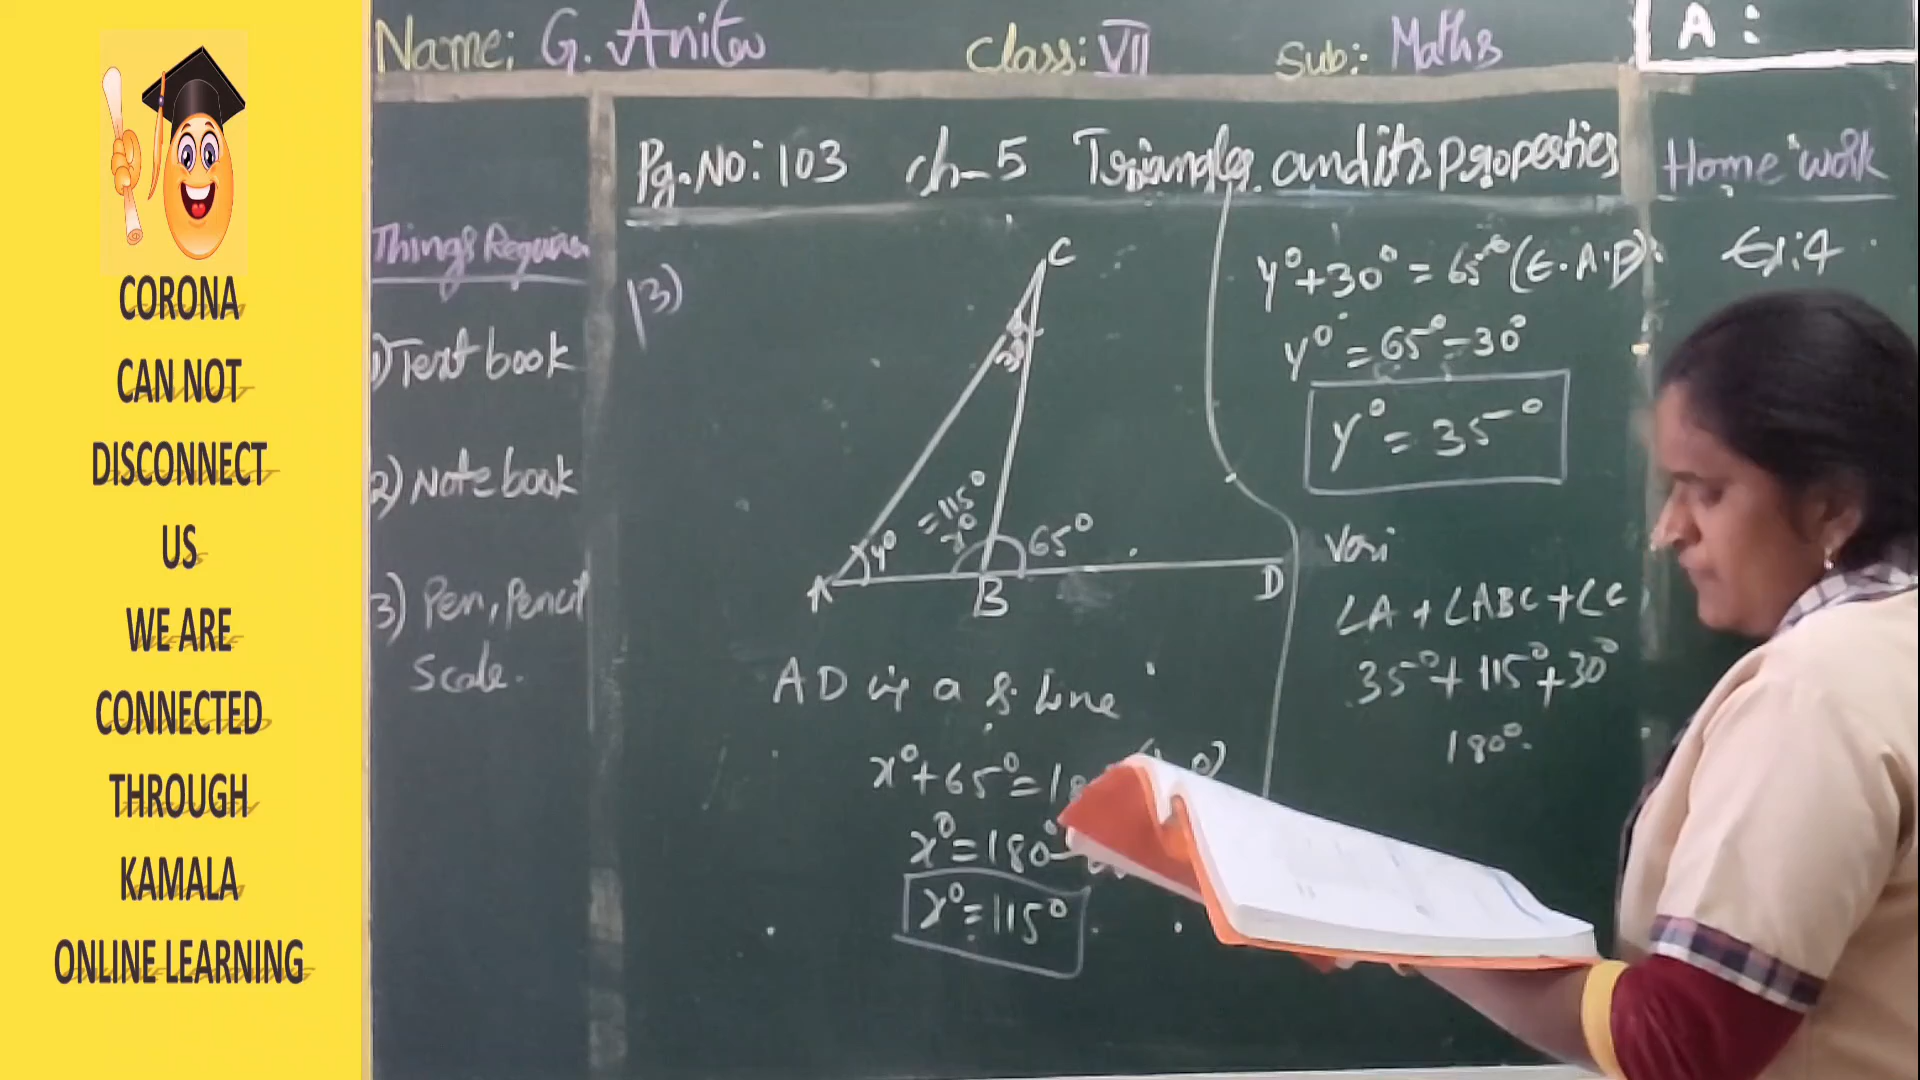 CORONA
CAN NOT
DISCONNECT
US
WE ARE
CONNECTED
THROUGH
KAMALA
ONLINE LEARNING
Name: G. Anita
Class: VII
Sub: Maths
A :
Pg.No: 103 ch-5 Triangles and its properties
Home work
Ex: 4
Things Require
1) Text book
2) Note book
3) Pen, Pencil
Scale.
13)
C
30°
= 115°
x°
65°
y°
A
B
D
AD is a s. line
x° + 65° = 18
x° = 180° -
x° = 115°
y° + 30° = 65° (E.A.P)
y° = 65° - 30°
y° = 35°
Veri
∠A + ∠ABC + ∠C
35° + 115° + 30°
180°